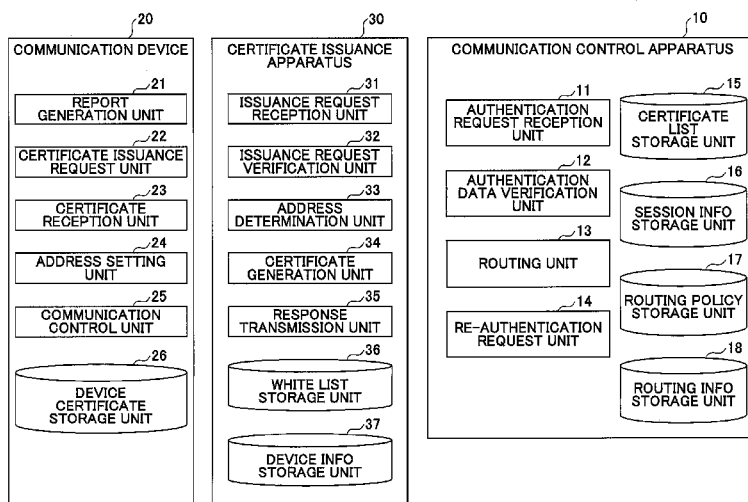 20
COMMUNICATION DEVICE
21
REPORT
GENERATION UNIT
22
CERTIFICATE ISSUANCE
REQUEST UNIT
23
CERTIFICATE
RECEPTION UNIT
24
ADDRESS SETTING
UNIT
25
COMMUNICATION
CONTROL UNIT
26
DEVICE
CERTIFICATE
STORAGE UNIT
30
CERTIFICATE ISSUANCE
APPARATUS
31
ISSUANCE REQUEST
RECEPTION UNIT
32
ISSUANCE REQUEST
VERIFICATION UNIT
33
ADDRESS
DETERMINATION UNIT
34
CERTIFICATE
GENERATION UNIT
35
RESPONSE
TRANSMISSION UNIT
36
WHITE LIST
STORAGE UNIT
37
DEVICE INFO
STORAGE UNIT
10
COMMUNICATION CONTROL APPARATUS
11
AUTHENTICATION
REQUEST RECEPTION
UNIT
12
AUTHENTICATION
DATA VERIFICATION
UNIT
13
ROUTING UNIT
14
RE-AUTHENTICATION
REQUEST UNIT
15
CERTIFICATE
LIST
STORAGE UNIT
16
SESSION INFO
STORAGE UNIT
17
ROUTING POLICY
STORAGE UNIT
18
ROUTING INFO
STORAGE UNIT